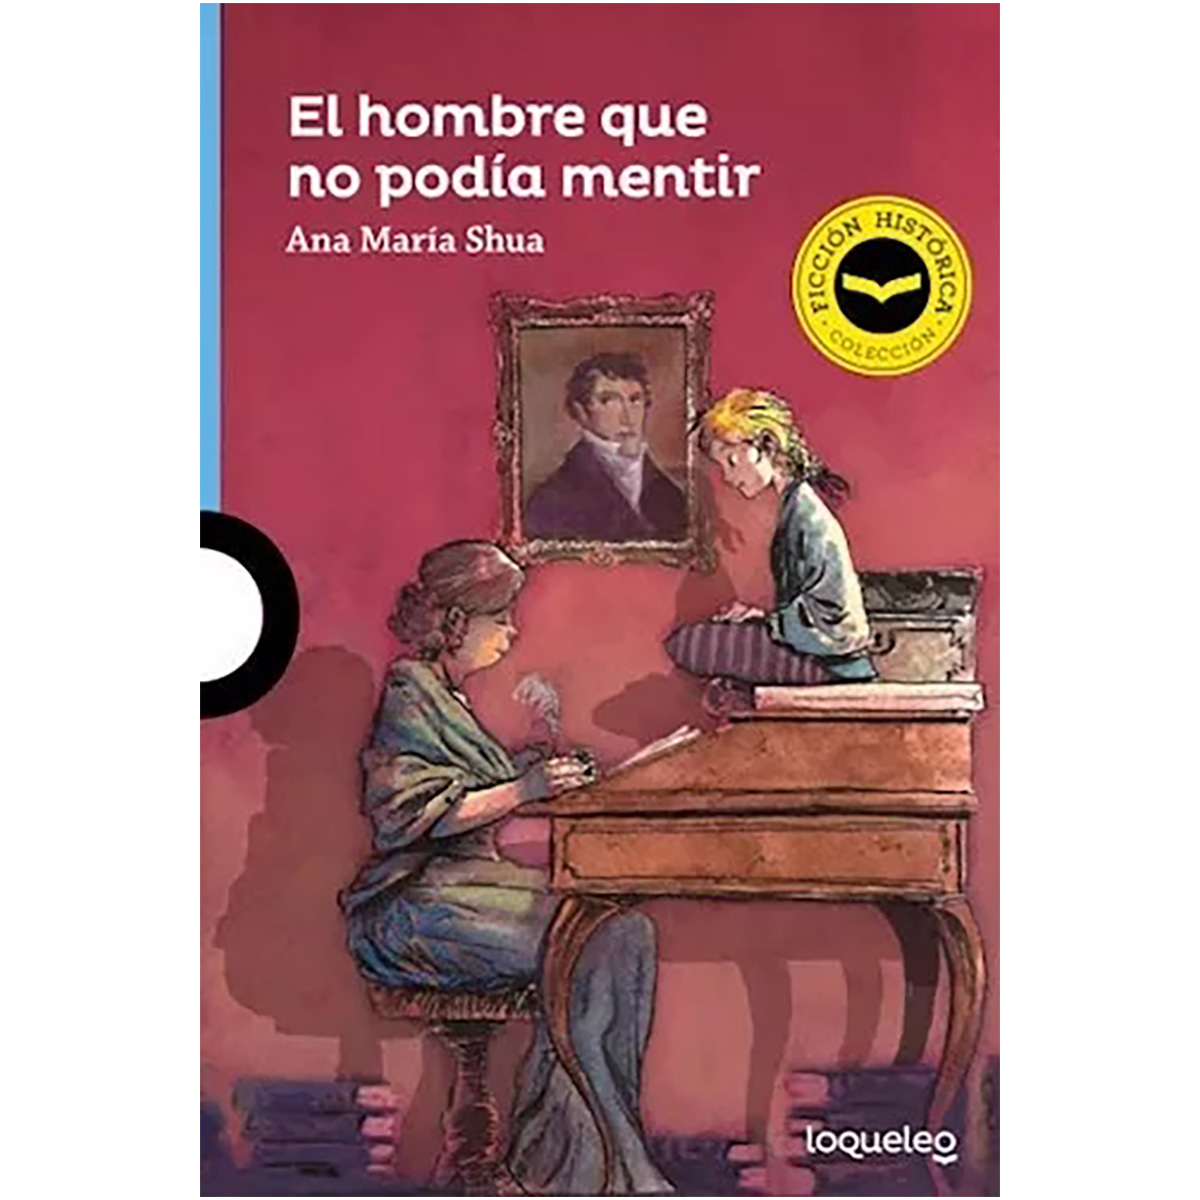 El hombre que
no podía mentir
Ana María Shua
FICCIÓN HISTÓRICA
· COLECCIÓN ·
loqueleo